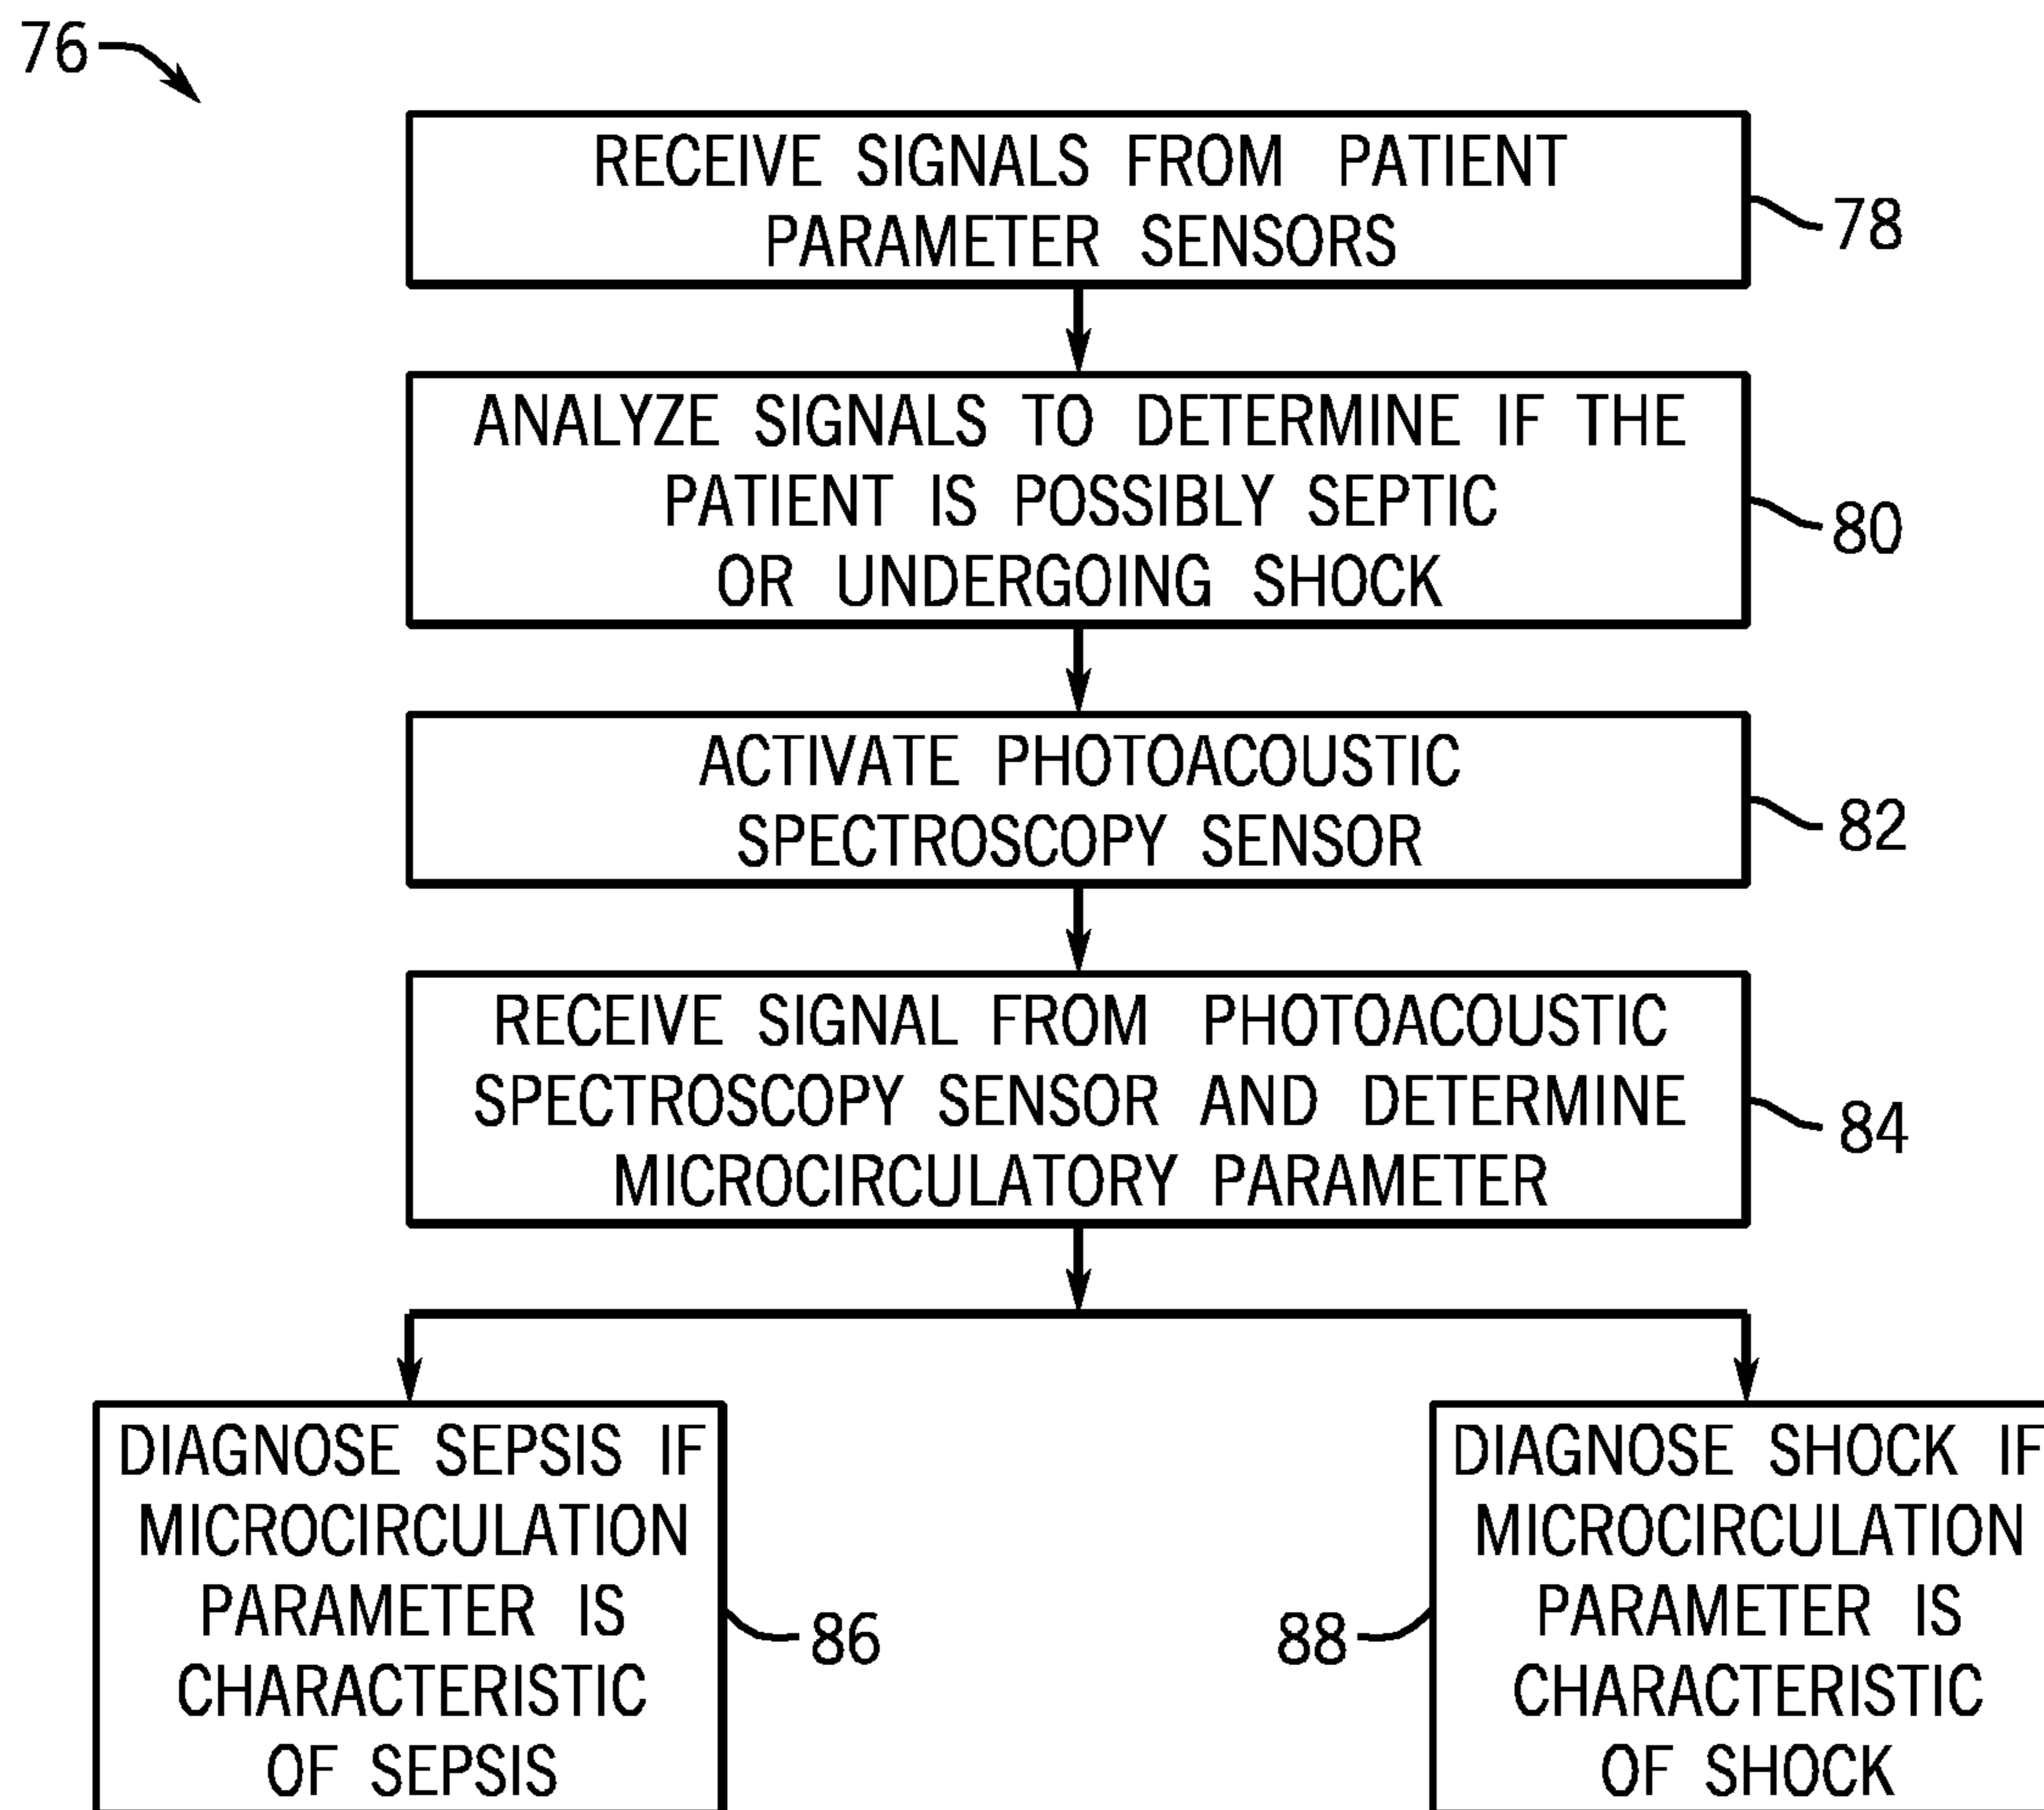 76
RECEIVE SIGNALS FROM PATIENT
PARAMETER SENSORS
78
ANALYZE SIGNALS TO DETERMINE IF THE
PATIENT IS POSSIBLY SEPTIC
OR UNDERGOING SHOCK
80
ACTIVATE PHOTOACOUSTIC
SPECTROSCOPY SENSOR
82
RECEIVE SIGNAL FROM PHOTOACOUSTIC
SPECTROSCOPY SENSOR AND DETERMINE
MICROCIRCULATORY PARAMETER
84
DIAGNOSE SEPSIS IF
MICROCIRCULATION
PARAMETER IS
CHARACTERISTIC
OF SEPSIS
86
88
DIAGNOSE SHOCK IF
MICROCIRCULATION
PARAMETER IS
CHARACTERISTIC
OF SHOCK